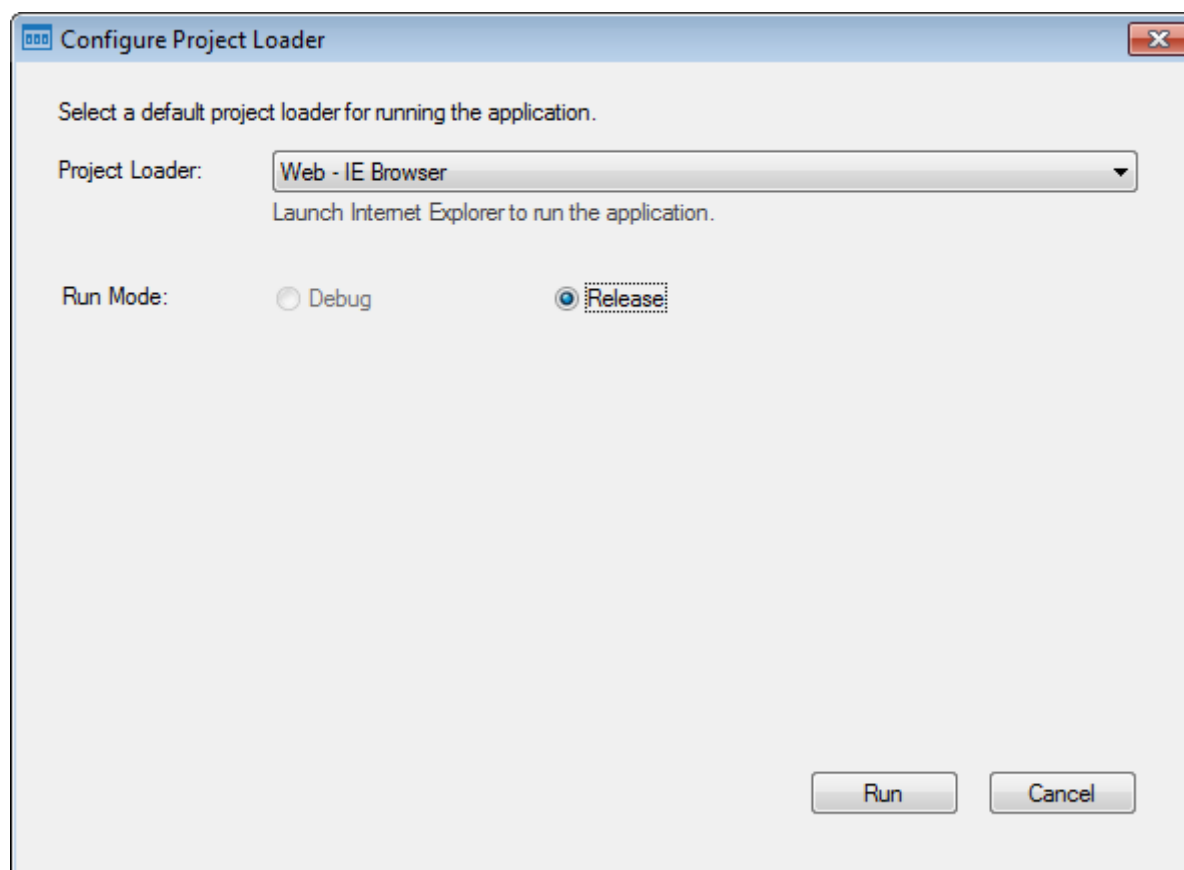 Configure Project Loader
Select a default project loader for running the application.
Project Loader: Web - IE Browser
Launch Internet Explorer to run the application.
Run Mode: Debug Release
Run Cancel